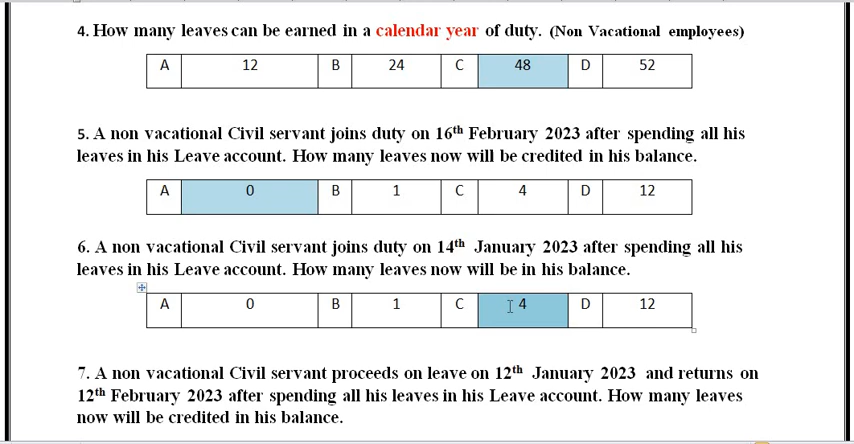 4. How many leaves can be earned in a calendar year of duty. (Non Vacational employees)
A 12 B 24 C 48 D 52
5. A non vacational Civil servant joins duty on 16th February 2023 after spending all his
leaves in his Leave account. How many leaves now will be credited in his balance.
A 0 B 1 C 4 D 12
6. A non vacational Civil servant joins duty on 14th January 2023 after spending all his
leaves in his Leave account. How many leaves now will be in his balance.
A 0 B 1 C 4 D 12
7. A non vacational Civil servant proceeds on leave on 12th January 2023 and returns on
12th February 2023 after spending all his leaves in his Leave account. How many leaves
now will be credited in his balance.